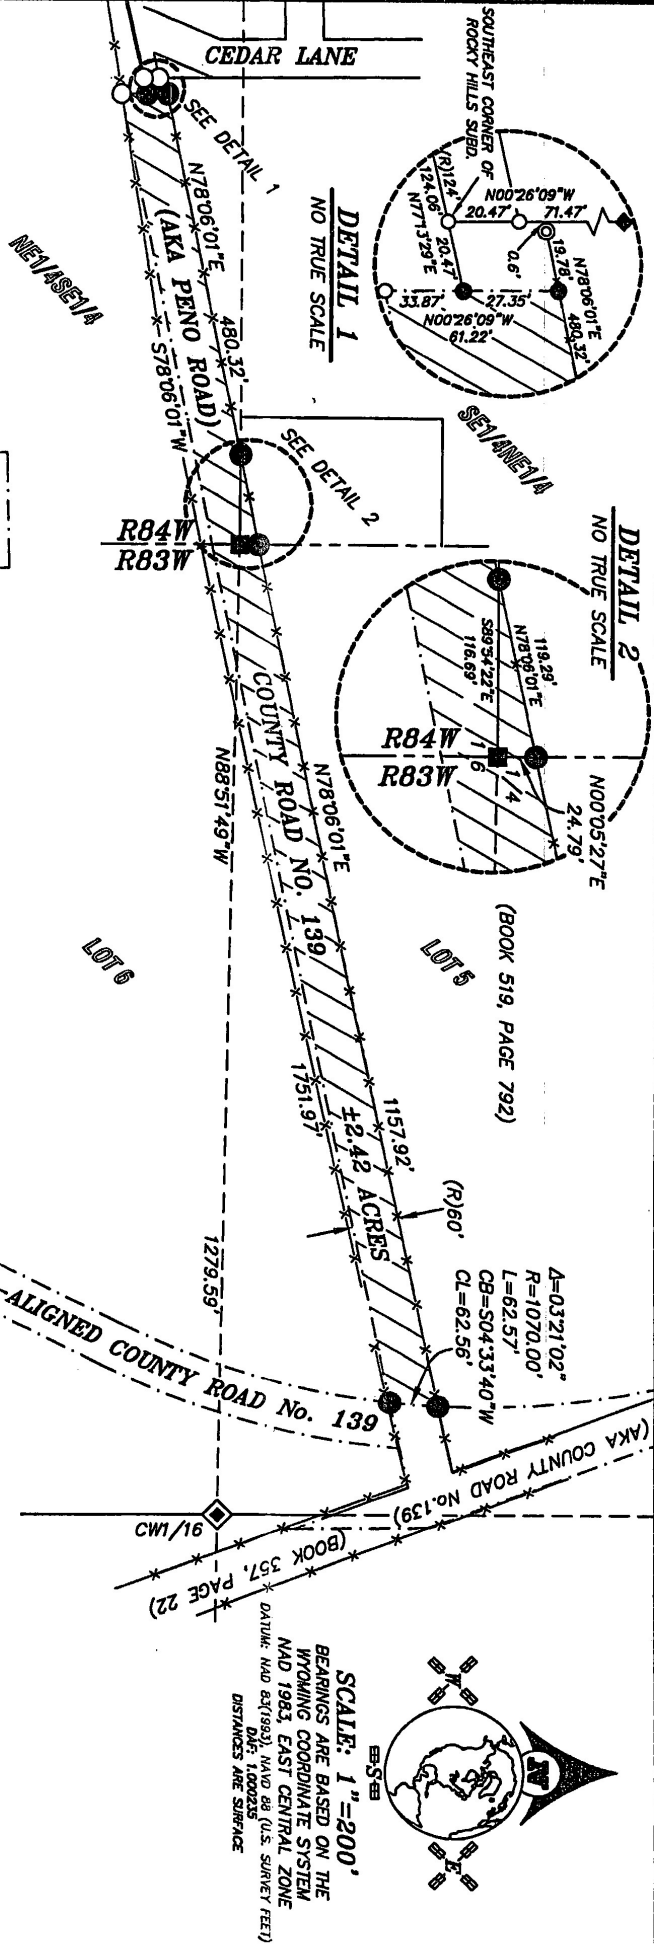 CEDAR LANE
SEE DETAIL 1
SOUTHEAST CORNER OF
ROCKY HILLS SUBD.
(R)124'
124.06'
N77°13'29"E
20.47'
N00°26'09"W
20.47'
71.47'
0.6'
19.78'
N78°06'01"E
480.32'
33.87'
27.35'
N00°26'09"W
61.22'
DETAIL 1
NO TRUE SCALE
NE1/4SE1/4
SE1/4NE1/4
N78°06'01"E
480.32'
(AKA PENO ROAD)
S78°06'01"W
SEE DETAIL 2
R84W
R83W
DETAIL 2
NO TRUE SCALE
119.29'
N78°06'01"E
S89°54'22"E
116.69'
R84W
R83W
1/4
1 6
N00°05'27"E
24.79'
(BOOK 519, PAGE 792)
COUNTY ROAD NO. 139
N78°06'01"E
N88°51'49"W
LOT 6
LOT 5
1157.92'
1751.97'
±2.42 ACRES
(R)60'
1279.59'
Δ=03°21'02"
R=1070.00'
L=62.57'
CB=S04°33'40"W
CL=62.56'
-ALIGNED COUNTY ROAD No. 139
(AKA COUNTY ROAD No.139)
(BOOK 357, PAGE 22)
CW1/16
N
W
E
S
SCALE: 1"=200'
BEARINGS ARE BASED ON THE
WYOMING COORDINATE SYSTEM
NAD 1983, EAST CENTRAL ZONE
DATUM: NAD 83(1993), NAVD 88 (U.S. SURVEY FEET)
DAF: 1.000235
DISTANCES ARE SURFACE